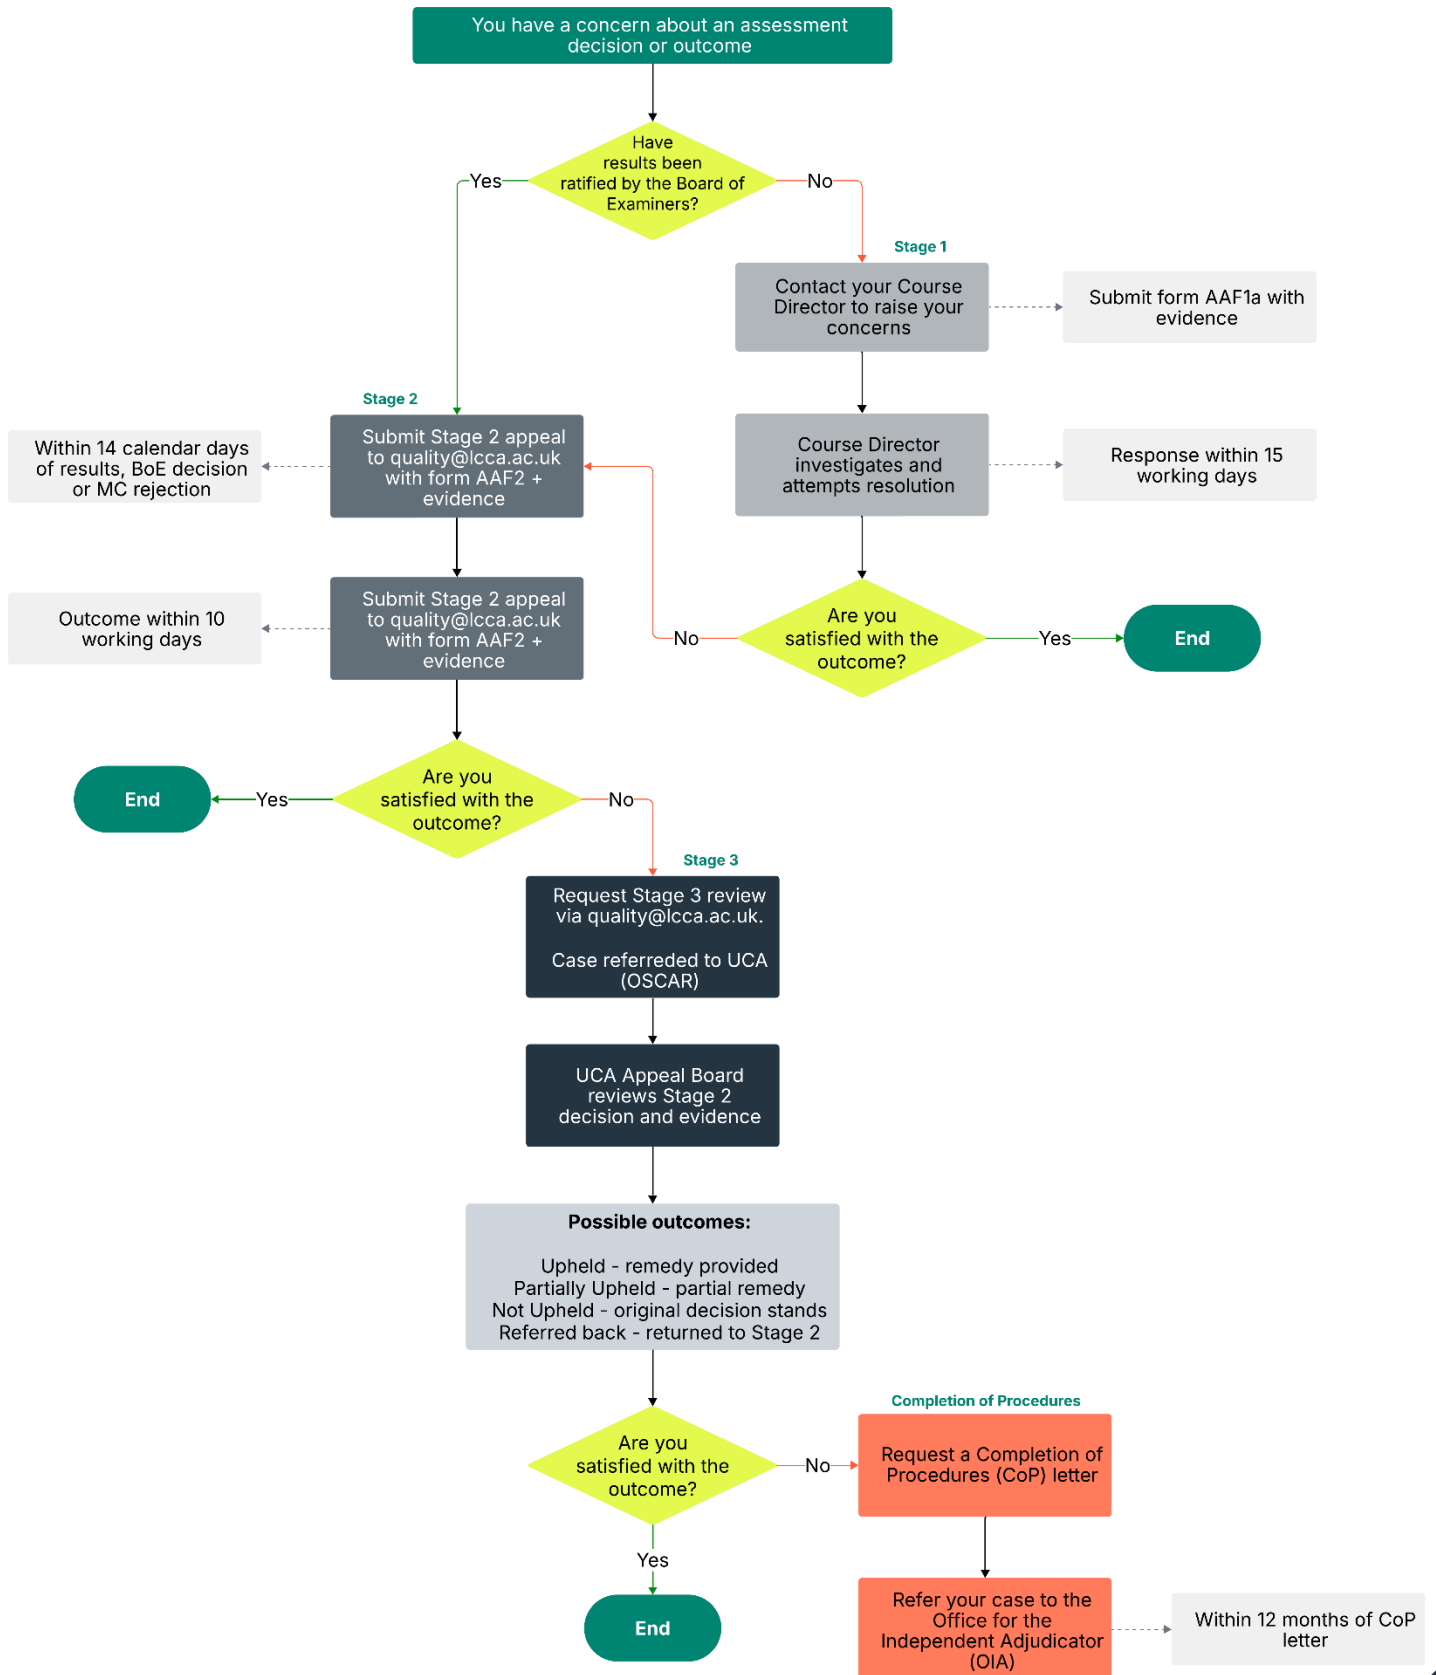 You have a concern about an assessment
decision or outcome
Have
results been
ratified by the Board of
Examiners?
Yes
No
Stage 1
Contact your Course
Director to raise your
concerns
Submit form AAF1a with
evidence
Stage 2
Submit Stage 2 appeal
to quality@lcca.ac.uk
with form AAF2 +
evidence
Within 14 calendar days
of results, BoE decision
or MC rejection
Course Director
investigates and
attempts resolution
Response within 15
working days
Submit Stage 2 appeal
to quality@lcca.ac.uk
with form AAF2 +
evidence
Outcome within 10
working days
Are you
satisfied with the
outcome?
No
Yes
End
Are you
satisfied with the
outcome?
Yes
End
No
Stage 3
Request Stage 3 review
via quality@lcca.ac.uk.
Case referreded to UCA
(OSCAR)
UCA Appeal Board
reviews Stage 2
decision and evidence
Possible outcomes:
Upheld - remedy provided
Partially Upheld - partial remedy
Not Upheld - original decision stands
Referred back - returned to Stage 2
Are you
satisfied with the
outcome?
No
Completion of Procedures
Request a Completion of
Procedures (CoP) letter
Yes
End
Refer your case to the
Office for the
Independent Adjudicator
(OIA)
Within 12 months of CoP
letter